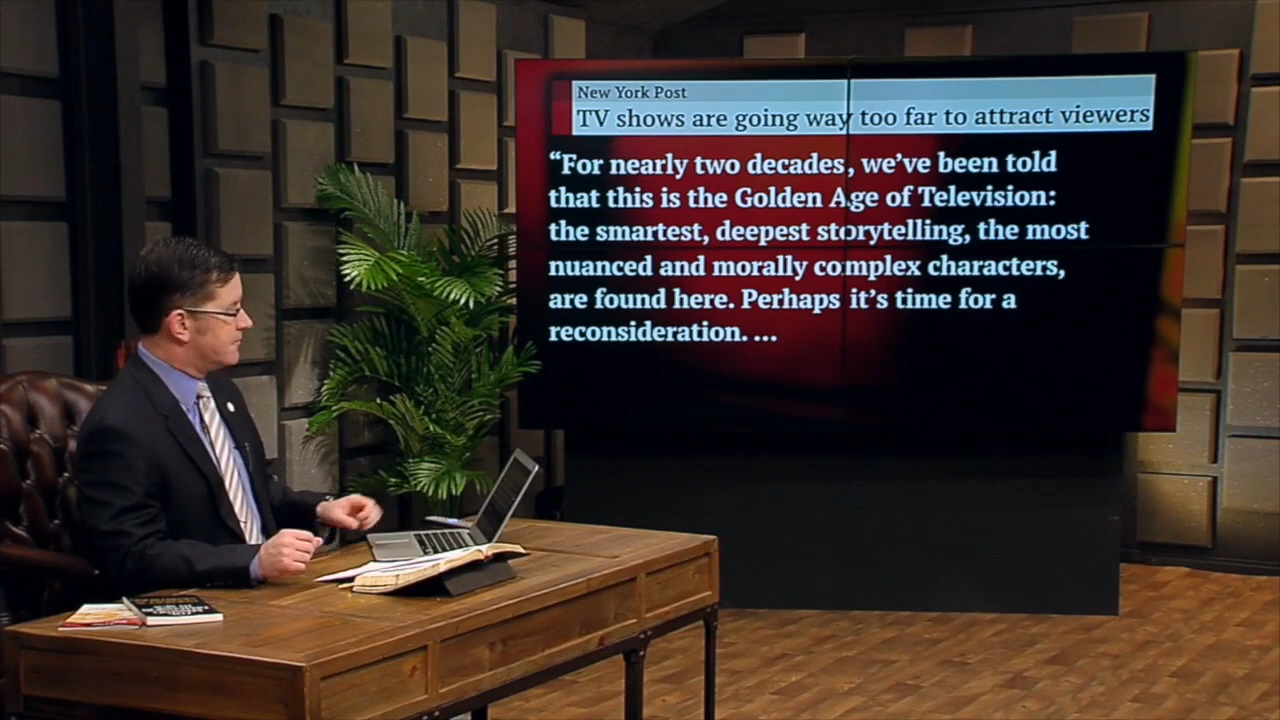 New York Post
TV shows are going way too far to attract viewers
“For nearly two decades, we’ve been told
that this is the Golden Age of Television:
the smartest, deepest storytelling, the most
nuanced and morally complex characters,
are found here. Perhaps it’s time for a
reconsideration. ...